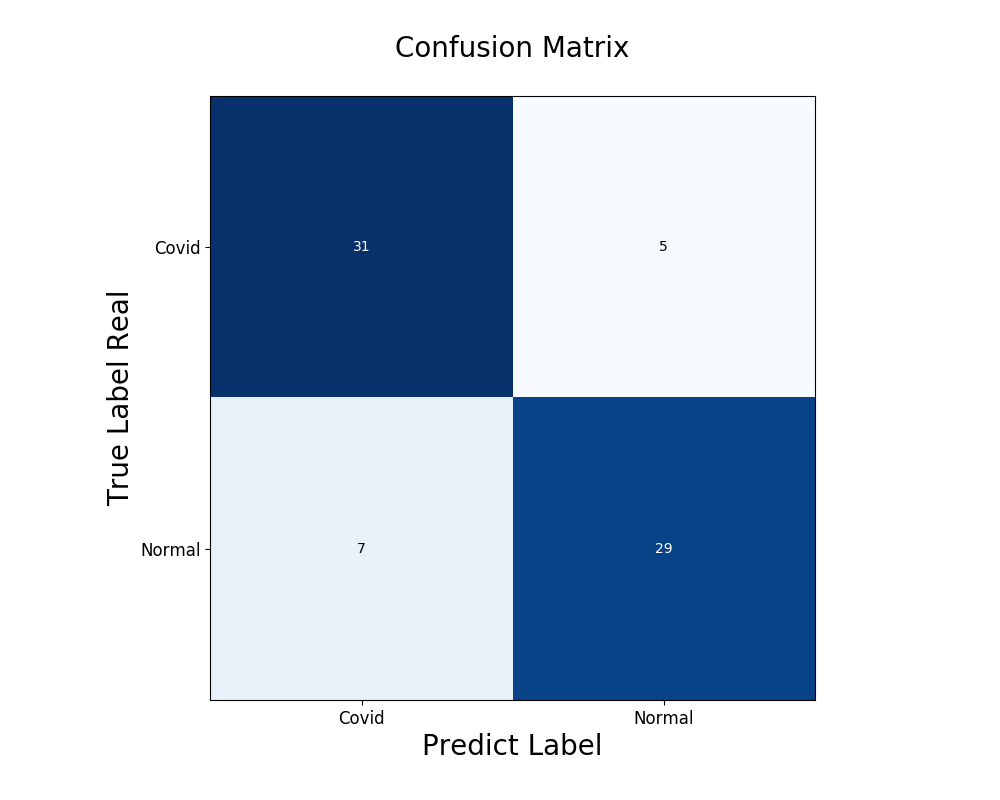 Confusion Matrix
True Label Real
Covid
31
5
Normal
7
29
Covid
Normal
Predict Label